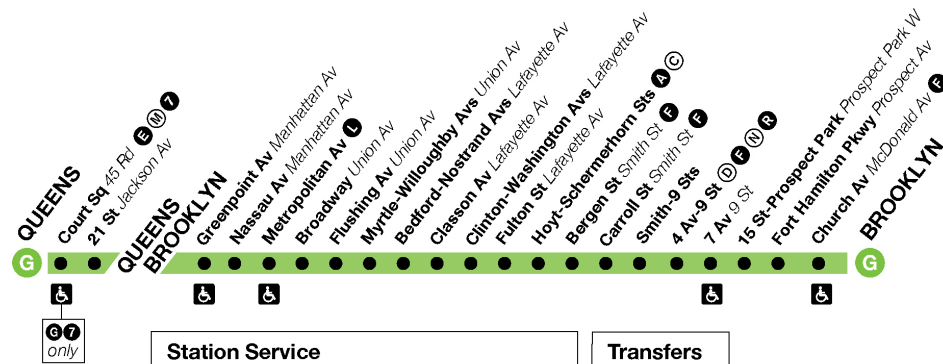 QUEENS
Court Sq 45 Rd E M 7
21 St Jackson Av
QUEENS
BROOKLYN
Greenpoint Av Manhattan Av
Nassau Av Manhattan Av
Metropolitan Av L
Broadway Union Av
Flushing Av Union Av
Myrtle-Willoughby Avs Union Av
Bedford-Nostrand Avs Lafayette Av
Classon Av Lafayette Av
Clinton-Washington Avs Lafayette Av
Fulton St Lafayette Av
Hoyt-Schermerhorn Sts A C
Bergen St Smith St F
Carroll St Smith St F
Smith-9 Sts
4 Av-9 St D F N R
7 Av 9 St
15 St-Prospect Park Prospect Park W
Fort Hamilton Pkwy Prospect Av
Church Av McDonald Av F
BROOKLYN
G
G
G 7
only
Station Service
Transfers